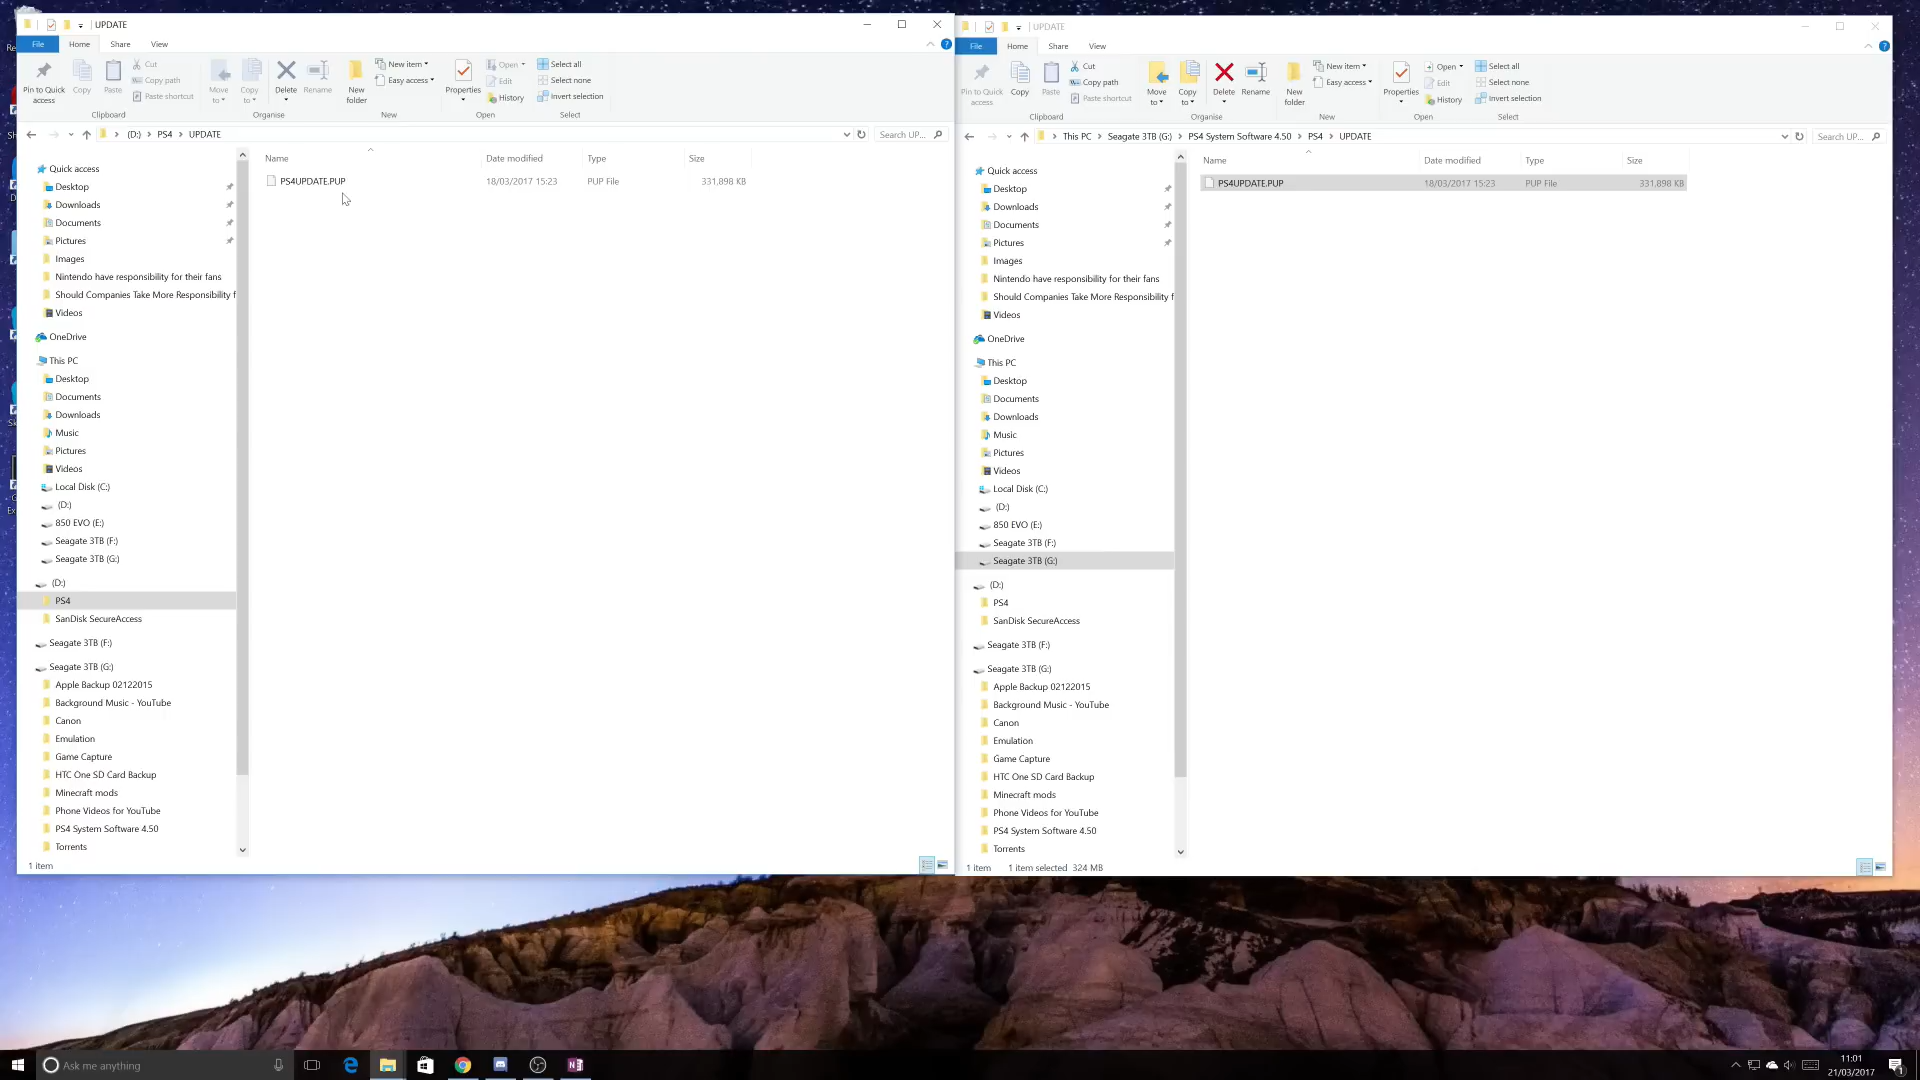 UPDATE
File Home Share View
Pin to Quick access
Copy
Paste
Cut
Copy path
Paste shortcut
Clipboard
Move to
Copy to
Delete
Rename
Organise
New folder
New item
Easy access
New
Properties
Open
Edit
History
Open
Select all
Select none
Invert selection
Select
(D:) PS4 UPDATE
Search UP...
Name Date modified Type Size
PS4UPDATE.PUP 18/03/2017 15:23 PUP File 331,898 KB
Quick access
Desktop
Downloads
Documents
Pictures
Images
Nintendo have responsibility for their fans
Should Companies Take More Responsibility f
Videos
OneDrive
This PC
Desktop
Documents
Downloads
Music
Pictures
Videos
Local Disk (C:)
(D:)
850 EVO (E:)
Seagate 3TB (F:)
Seagate 3TB (G:)
(D:)
PS4
SanDisk SecureAccess
Seagate 3TB (F:)
Seagate 3TB (G:)
Apple Backup 02122015
Background Music - YouTube
Canon
Emulation
Game Capture
HTC One SD Card Backup
Minecraft mods
Phone Videos for YouTube
PS4 System Software 4.50
Torrents
1 item
UPDATE
File Home Share View
Pin to Quick access
Copy
Paste
Cut
Copy path
Paste shortcut
Clipboard
Move to
Copy to
Delete
Rename
Organise
New folder
New item
Easy access
New
Properties
Open
Edit
History
Open
Select all
Select none
Invert selection
Select
This PC Seagate 3TB (G:) PS4 System Software 4.50 PS4 UPDATE
Search UP...
Name Date modified Type Size
PS4UPDATE.PUP 18/03/2017 15:23 PUP File 331,898 KB
Quick access
Desktop
Downloads
Documents
Pictures
Images
Nintendo have responsibility for their fans
Should Companies Take More Responsibility f
Videos
OneDrive
This PC
Desktop
Documents
Downloads
Music
Pictures
Videos
Local Disk (C:)
(D:)
850 EVO (E:)
Seagate 3TB (F:)
Seagate 3TB (G:)
(D:)
PS4
SanDisk SecureAccess
Seagate 3TB (F:)
Seagate 3TB (G:)
Apple Backup 02122015
Background Music - YouTube
Canon
Emulation
Game Capture
HTC One SD Card Backup
Minecraft mods
Phone Videos for YouTube
PS4 System Software 4.50
Torrents
1 item 1 item selected 324 MB
Ask me anything
11:01
21/03/2017